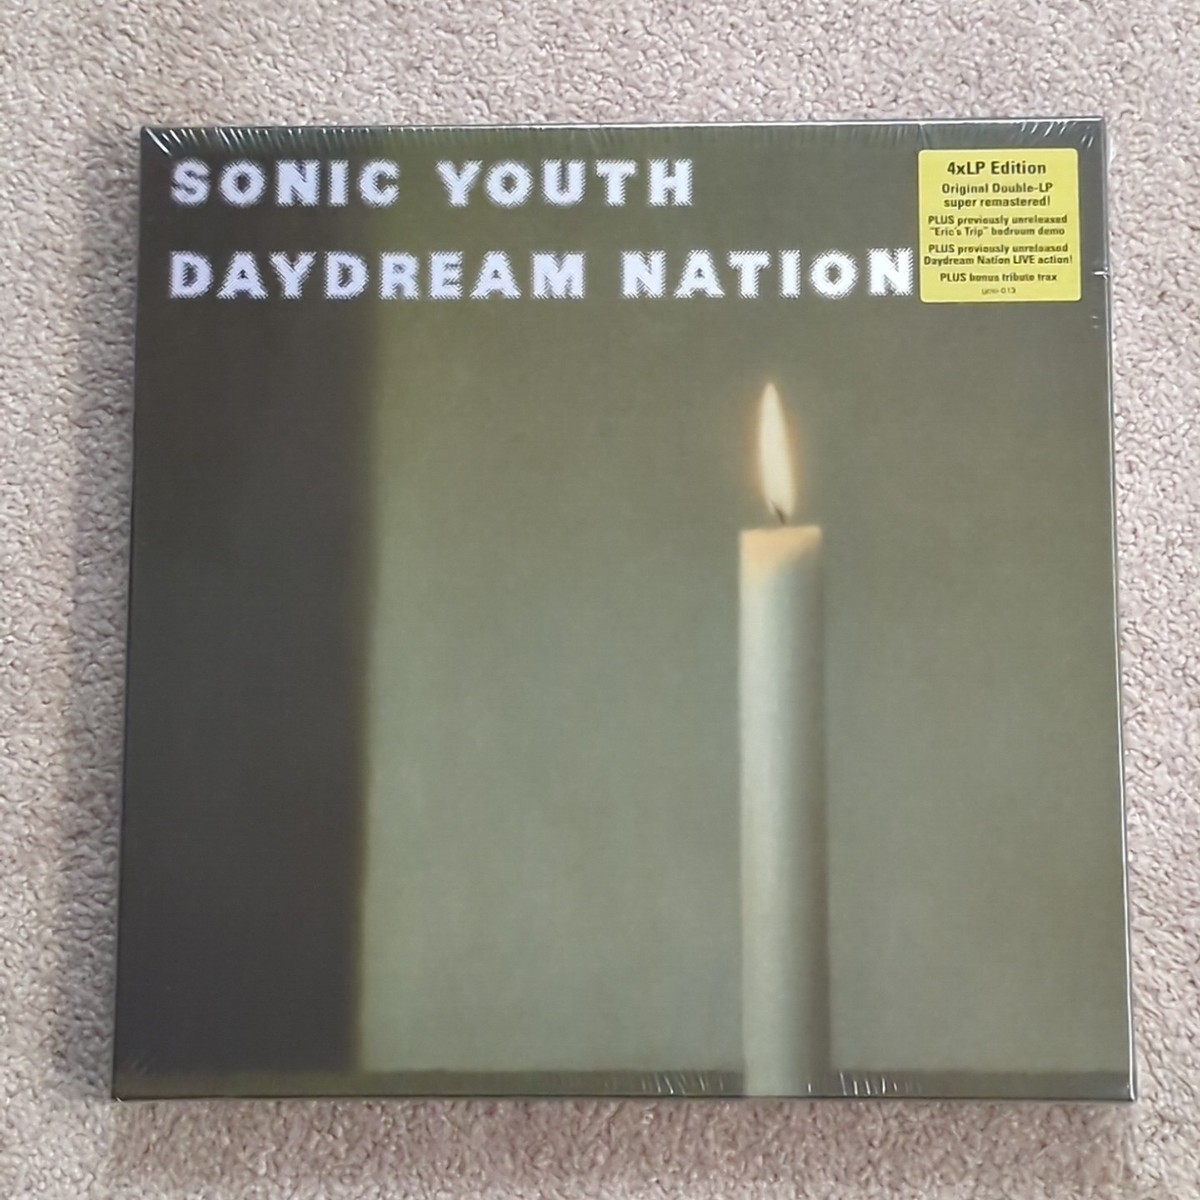 SONIC YOUTH
DAYDREAM NATION
4xLP Edition
Original Double-LP
super remastered!
PLUS previously unreleased
"Eric's Trip" bedroom demo
PLUS previously unreleased
Daydream Nation LIVE action!
PLUS bonus tribute trax